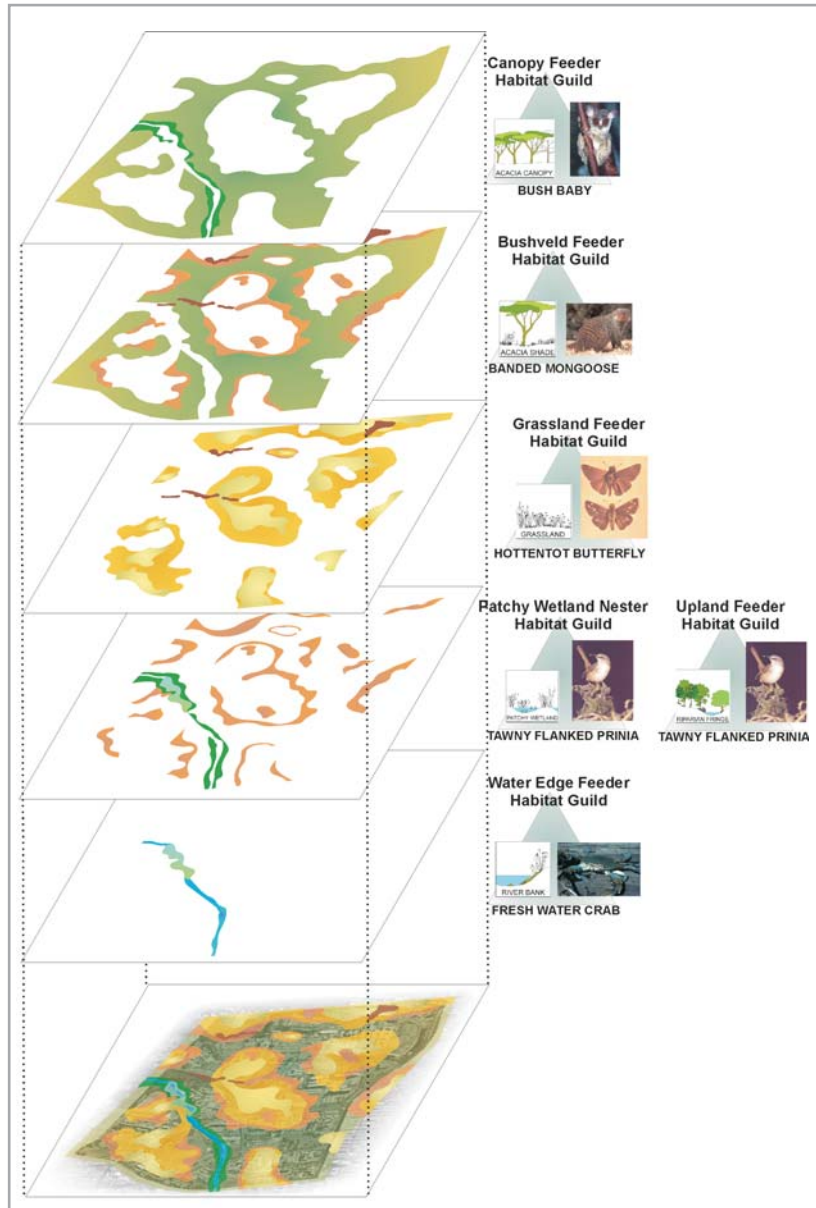 Canopy Feeder
Habitat Guild
ACACIA CANOPY
BUSH BABY
Bushveld Feeder
Habitat Guild
ACACIA SHADE
BANDED MONGOOSE
Grassland Feeder
Habitat Guild
GRASSLAND
HOTTENTOT BUTTERFLY
Patchy Wetland Nester
Habitat Guild
PATCHY WETLAND
TAWNY FLANKED PRINIA
Upland Feeder
Habitat Guild
RIPARIAN FRINGE
TAWNY FLANKED PRINIA
Water Edge Feeder
Habitat Guild
RIVER BANK
FRESH WATER CRAB